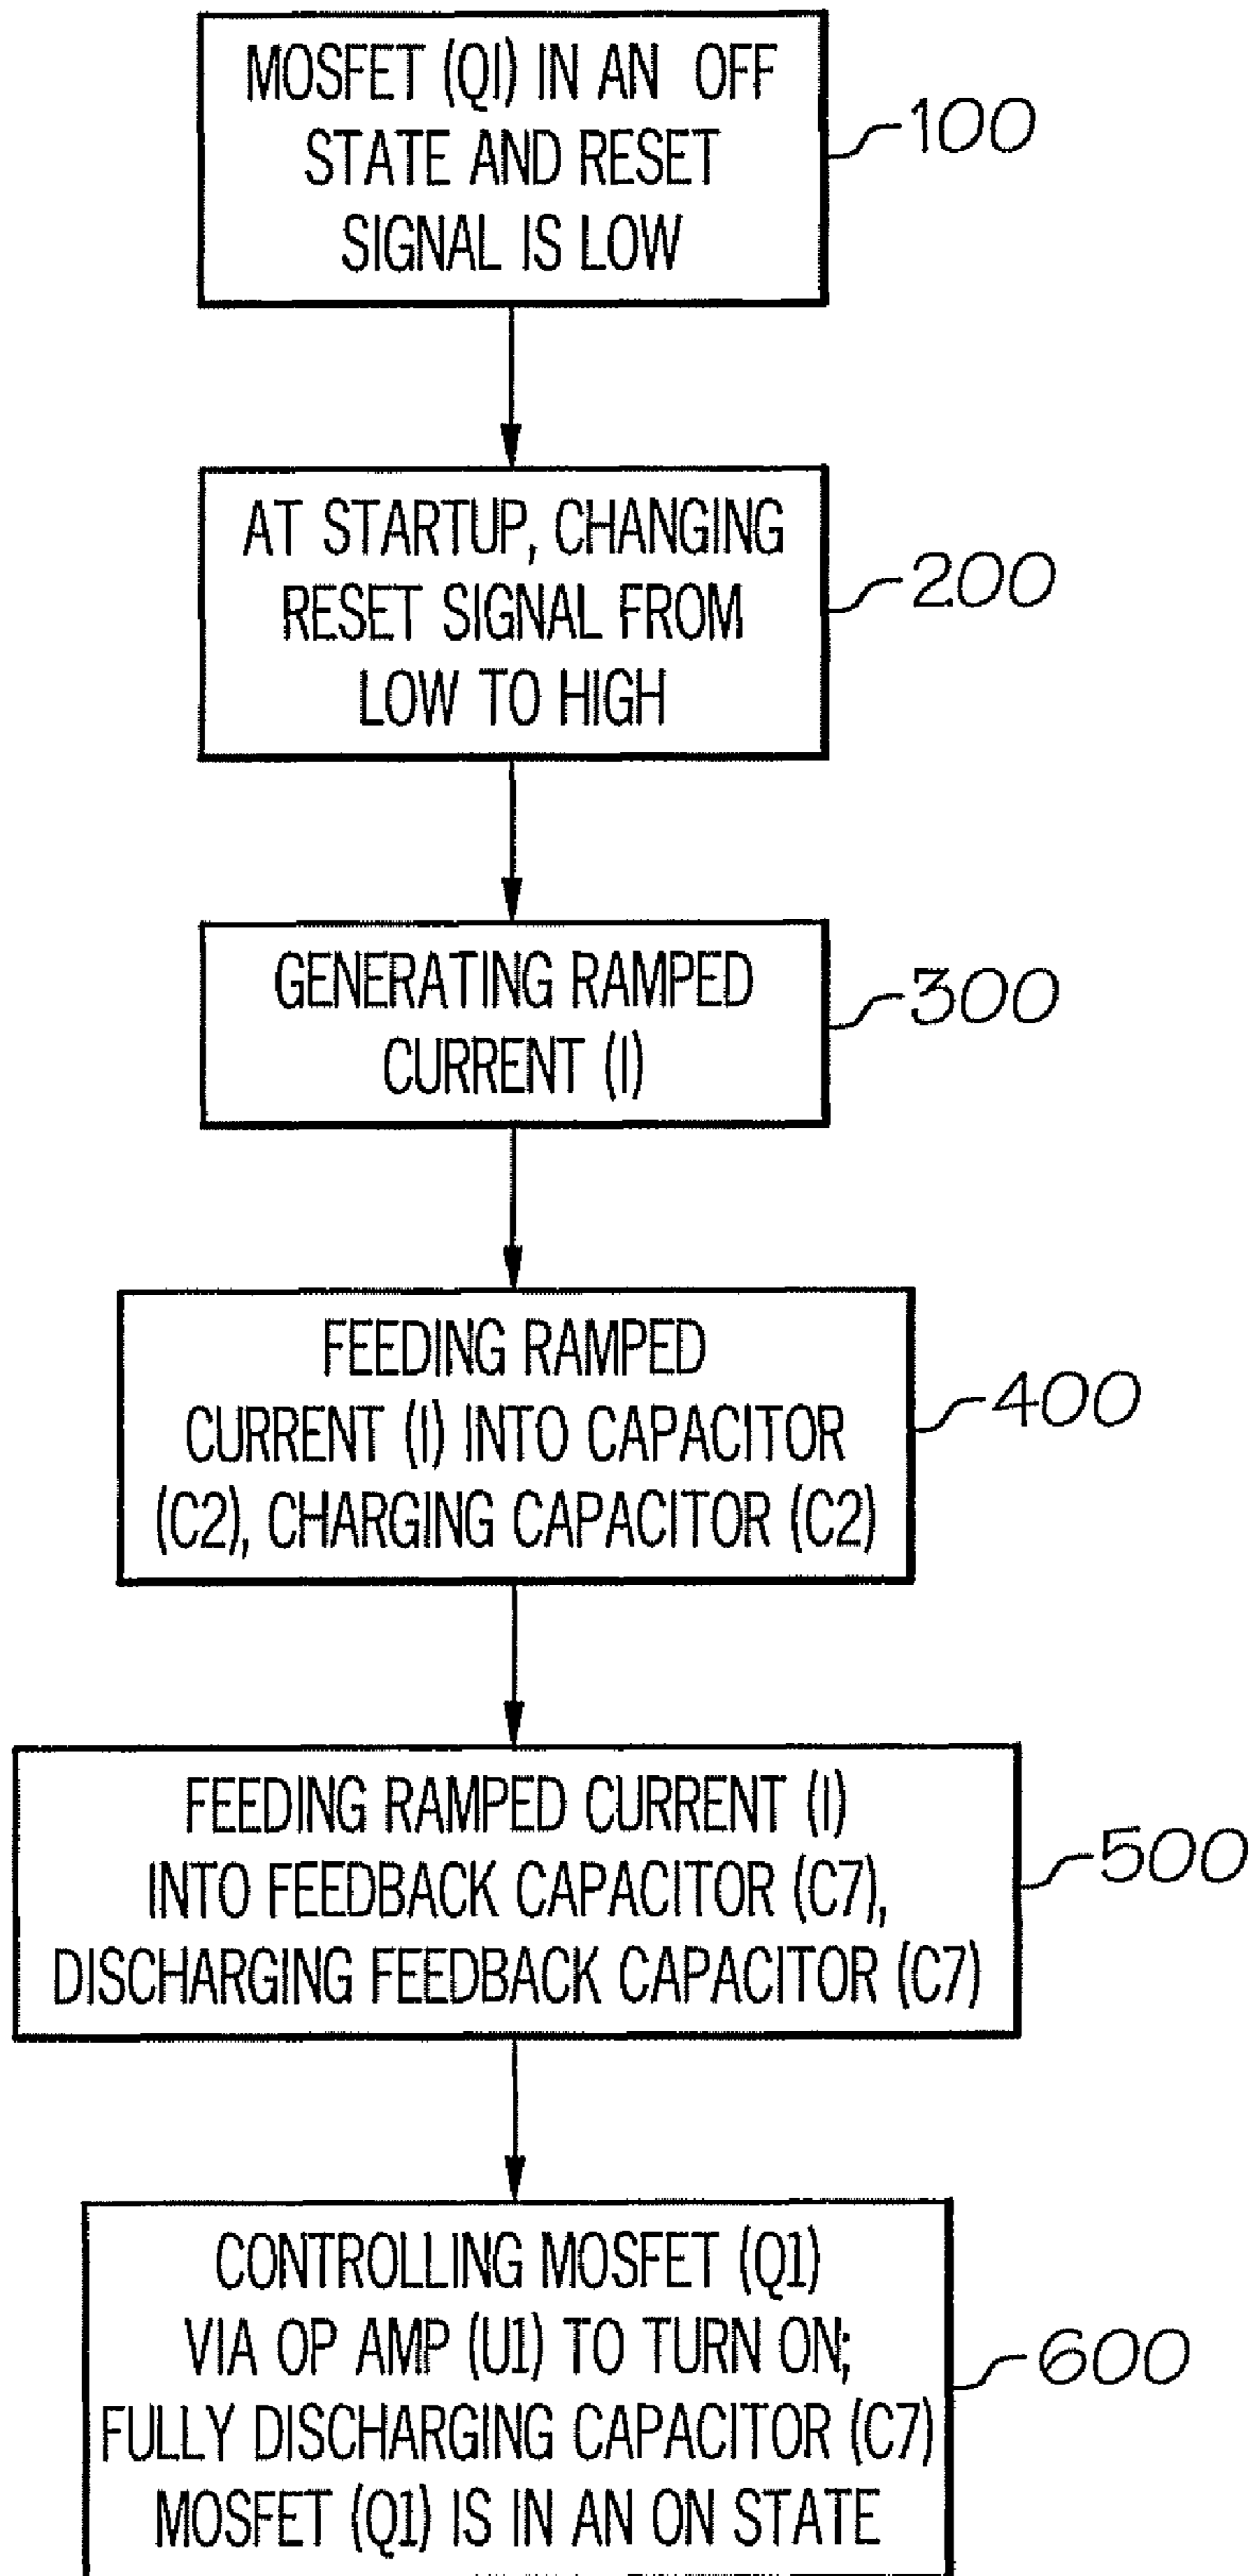 MOSFET (Q1) IN AN OFF
STATE AND RESET
SIGNAL IS LOW
100
AT STARTUP, CHANGING
RESET SIGNAL FROM
LOW TO HIGH
200
GENERATING RAMPED
CURRENT (I)
300
FEEDING RAMPED
CURRENT (I) INTO CAPACITOR
(C2), CHARGING CAPACITOR (C2)
400
FEEDING RAMPED CURRENT (I)
INTO FEEDBACK CAPACITOR (C7),
DISCHARGING FEEDBACK CAPACITOR (C7)
500
CONTROLLING MOSFET (Q1)
VIA OP AMP (U1) TO TURN ON;
FULLY DISCHARGING CAPACITOR (C7)
MOSFET (Q1) IS IN AN ON STATE
600